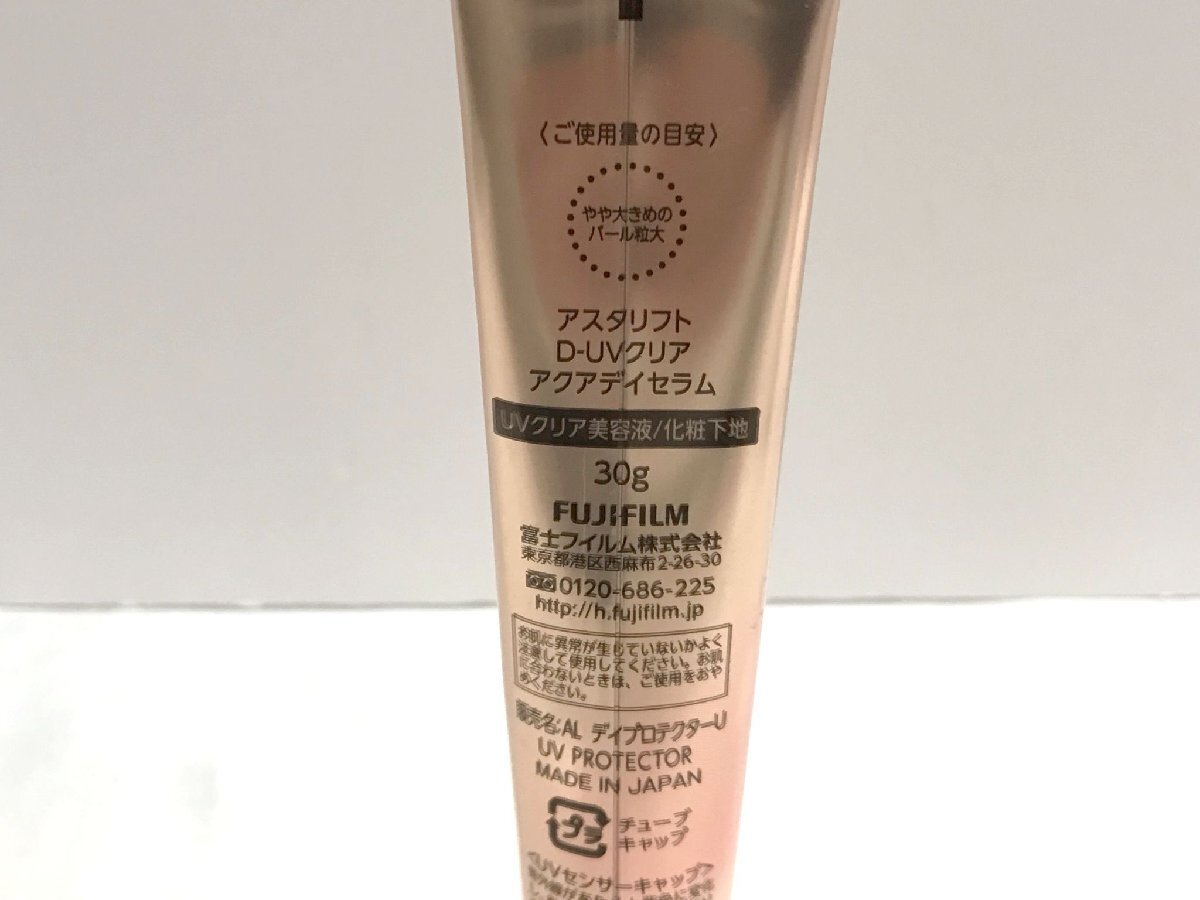 〈ご使用量の目安〉
やや大きめの
パール粒大
アスタリフト
D-UVクリア
アクアデイセラム
UVクリア美容液/化粧下地
30g
FUJIFILM
富士フイルム株式会社
東京都港区西麻布2-26-30
0120-686-225
http://h.fujifilm.jp
お肌に異常が生じていないかよく
注意して使用してください。お肌
に合わないときは、ご使用をおや
めください。
販売名:AL デイプロテクターU
UV PROTECTOR
MADE IN JAPAN
プラ
チューブ
キャップ
<UVセンサーキャップ>